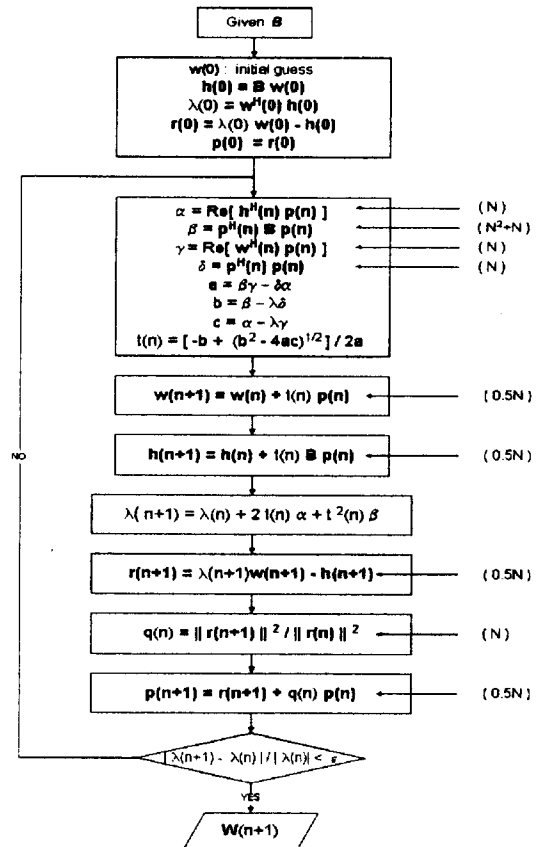 Given B
w(0) : initial guess
h(0) = B w(0)
λ(0) = w^H(0) h(0)
r(0) = λ(0) w(0) - h(0)
p(0) = r(0)
α = Re[ h^H(n) p(n) ] (N)
β = p^H(n) B p(n) (N²+N)
γ = Re[ w^H(n) p(n) ] (N)
δ = p^H(n) p(n) (N)
a = βγ − δα
b = β − λδ
c = α − λγ
t(n) = [ -b + (b² - 4ac)^1/2 ] / 2a
w(n+1) = w(n) + t(n) p(n) (0.5N)
h(n+1) = h(n) + t(n) B p(n) (0.5N)
NO
λ( n+1) = λ(n) + 2 t(n) α + t ²(n) β
r(n+1) = λ(n+1)w(n+1) - h(n+1) (0.5N)
q(n) = || r(n+1) || ² / || r(n) || ² (N)
p(n+1) = r(n+1) + q(n) p(n) (0.5N)
| λ(n+1) - λ(n) | / | λ(n)| < ε
YES
W(n+1)